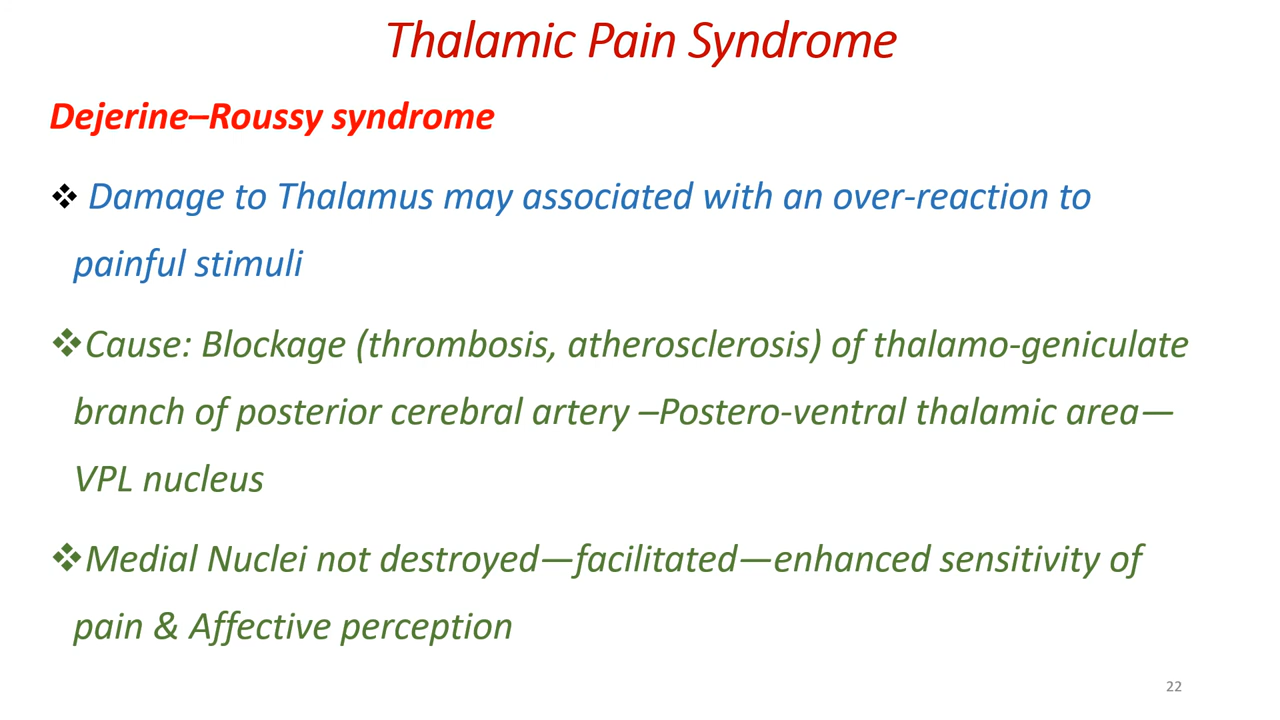 Thalamic Pain Syndrome
Dejerine–Roussy syndrome
❖ Damage to Thalamus may associated with an over-reaction to
painful stimuli
❖Cause: Blockage (thrombosis, atherosclerosis) of thalamo-geniculate
branch of posterior cerebral artery –Postero-ventral thalamic area—
VPL nucleus
❖Medial Nuclei not destroyed—facilitated—enhanced sensitivity of
pain & Affective perception
22